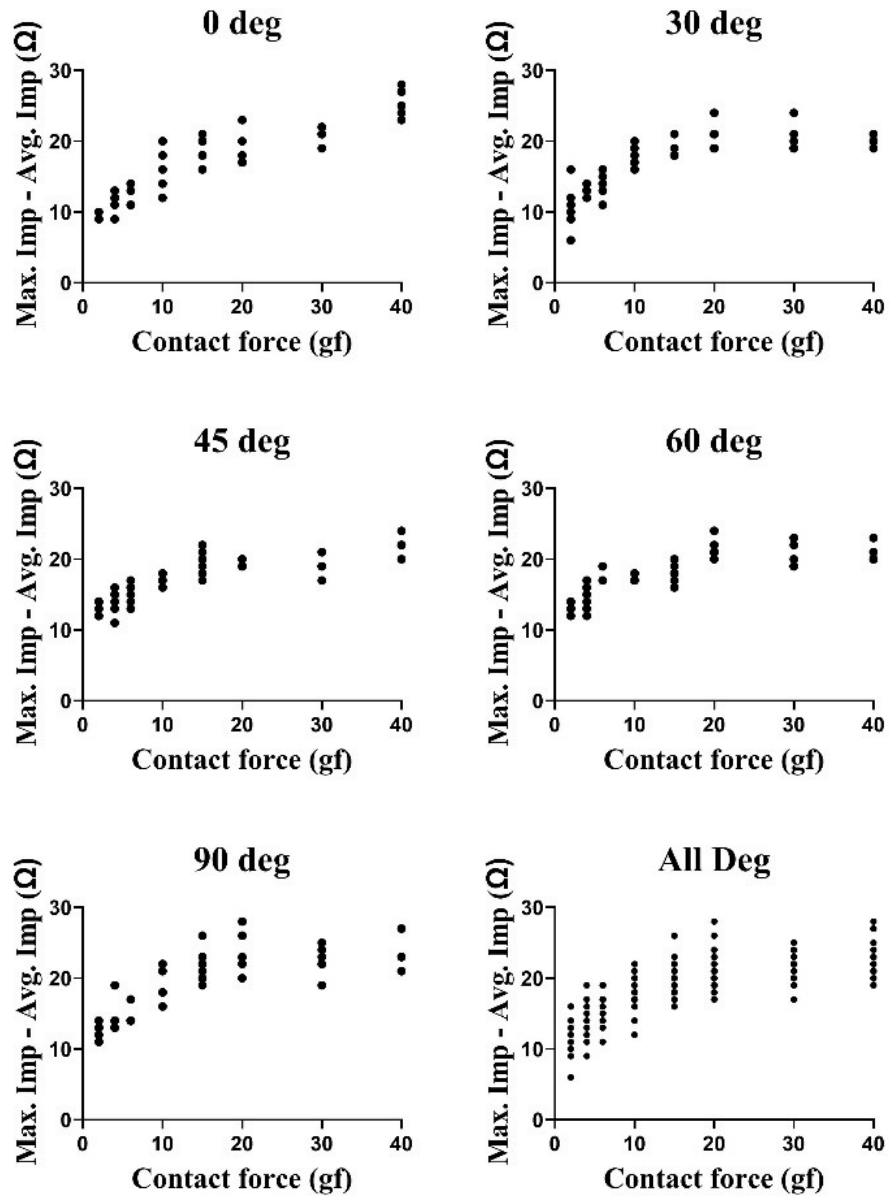 0 deg
Max. Imp - Avg. Imp (Ω)
30
20
10
0
0 10 20 30 40
Contact force (gf)
30 deg
Max. Imp - Avg. Imp (Ω)
30
20
10
0
0 10 20 30 40
Contact force (gf)
45 deg
Max. Imp - Avg. Imp (Ω)
30
20
10
0
0 10 20 30 40
Contact force (gf)
60 deg
Max. Imp - Avg. Imp (Ω)
30
20
10
0
0 10 20 30 40
Contact force (gf)
90 deg
Max. Imp - Avg. Imp (Ω)
30
20
10
0
0 10 20 30 40
Contact force (gf)
All Deg
Max. Imp - Avg. Imp (Ω)
30
20
10
0
0 10 20 30 40
Contact force (gf)